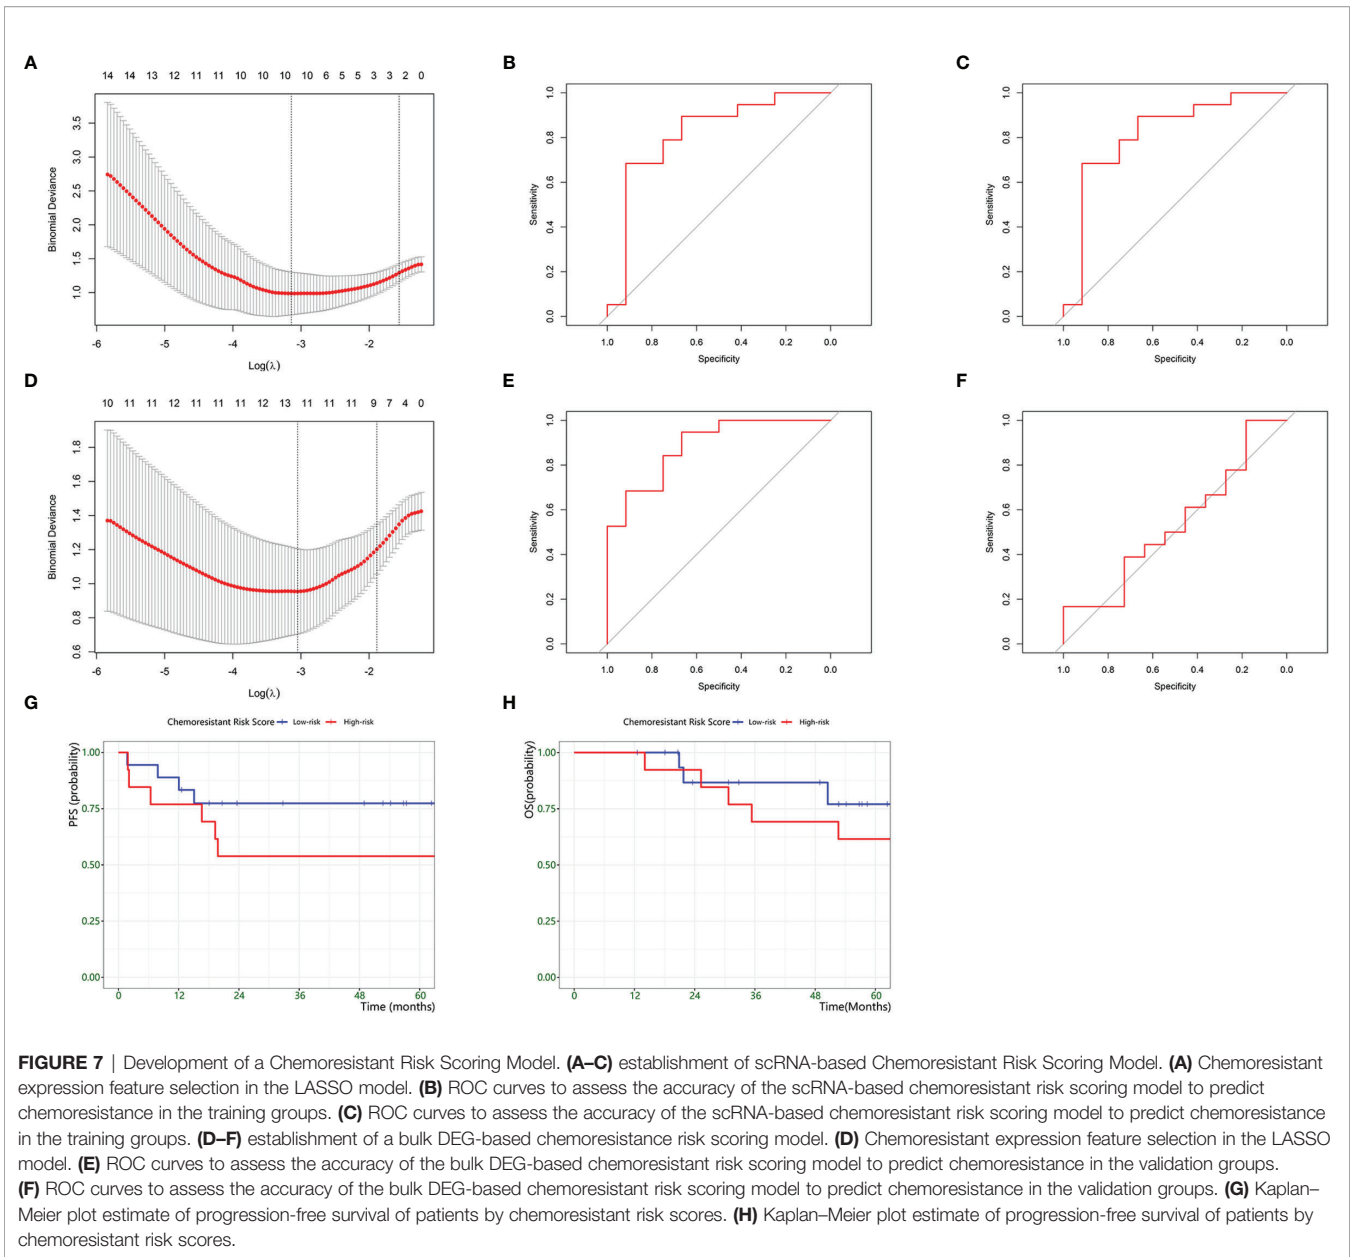 A
14 14 13 12 11 11 10 10 10 10 6 5 5 3 3 2 0
Binomial Deviance
3.5
3.0
2.5
2.0
1.5
1.0
-6 -5 -4 -3 -2
Log(λ)
B
Sensitivity
1.0
0.8
0.6
0.4
0.2
0.0
1.0 0.8 0.6 0.4 0.2 0.0
Specificity
C
Sensitivity
1.0
0.8
0.6
0.4
0.2
0.0
1.0 0.8 0.6 0.4 0.2 0.0
Specificity
D
10 11 11 12 12 11 11 12 13 11 11 11 9 7 4 0
Binomial Deviance
1.8
1.6
1.4
1.2
1.0
0.8
0.6
-6 -5 -4 -3 -2
Log(λ)
E
Sensitivity
1.0
0.8
0.6
0.4
0.2
0.0
1.0 0.8 0.6 0.4 0.2 0.0
Specificity
F
Sensitivity
1.0
0.8
0.6
0.4
0.2
0.0
1.0 0.8 0.6 0.4 0.2 0.0
Specificity
G
Chemoresistant Risk Score Low-risk High-risk
PFS (probability)
1.00
0.75
0.50
0.25
0.00
0 12 24 36 48 60
Time (months)
H
Chemoresistant Risk Score Low-risk High-risk
OS(probability)
1.00
0.75
0.50
0.25
0.00
0 12 24 36 48 60
Time(Months)
FIGURE 7 | Development of a Chemoresistant Risk Scoring Model. (A–C) establishment of scRNA-based Chemoresistant Risk Scoring Model. (A) Chemoresistant
expression feature selection in the LASSO model. (B) ROC curves to assess the accuracy of the scRNA-based chemoresistant risk scoring model to predict
chemoresistance in the training groups. (C) ROC curves to assess the accuracy of the scRNA-based chemoresistant risk scoring model to predict chemoresistance
in the training groups. (D–F) establishment of a bulk DEG-based chemoresistance risk scoring model. (D) Chemoresistant expression feature selection in the LASSO
model. (E) ROC curves to assess the accuracy of the bulk DEG-based chemoresistant risk scoring model to predict chemoresistance in the validation groups.
(F) ROC curves to assess the accuracy of the bulk DEG-based chemoresistant risk scoring model to predict chemoresistance in the validation groups. (G) Kaplan–
Meier plot estimate of progression-free survival of patients by chemoresistant risk scores. (H) Kaplan–Meier plot estimate of progression-free survival of patients by
chemoresistant risk scores.